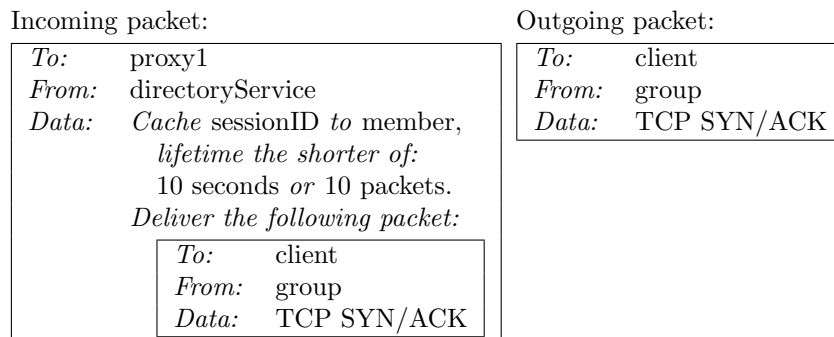 Incoming packet:
To: proxy1
From: directoryService
Data: Cache sessionID to member,
lifetime the shorter of:
10 seconds or 10 packets.
Deliver the following packet:
To: client
From: group
Data: TCP SYN/ACK
Outgoing packet:
To: client
From: group
Data: TCP SYN/ACK